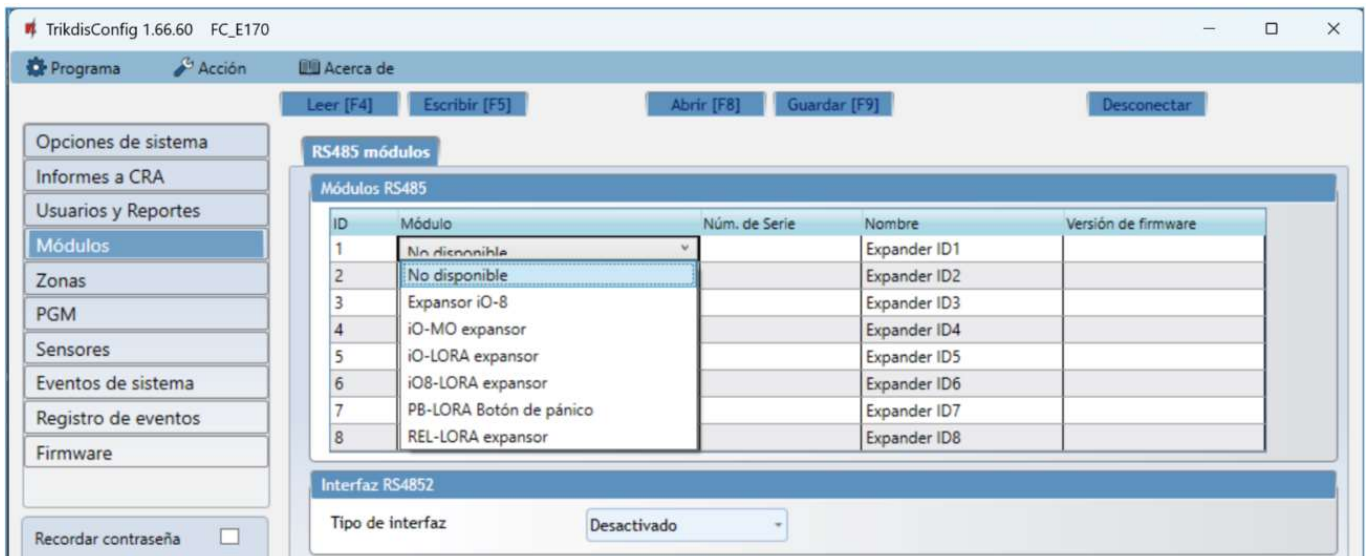 TrikdisConfig 1.66.60 FC_E170
Programa Acción Acerca de
Leer [F4] Escribir [F5] Abrir [F8] Guardar [F9] Desconectar
Opciones de sistema
Informes a CRA
Usuarios y Reportes
Módulos
Zonas
PGM
Sensores
Eventos de sistema
Registro de eventos
Firmware
Recordar contraseña
RS485 módulos
Módulos RS485
ID Módulo Núm. de Serie Nombre Versión de firmware
1 No disponible Expander ID1
2 No disponible Expander ID2
3 Expansor iO-8 Expander ID3
4 iO-MO expansor Expander ID4
5 iO-LORA expansor Expander ID5
6 iO8-LORA expansor Expander ID6
7 PB-LORA Botón de pánico Expander ID7
8 REL-LORA expansor Expander ID8
Interfaz RS4852
Tipo de interfaz Desactivado